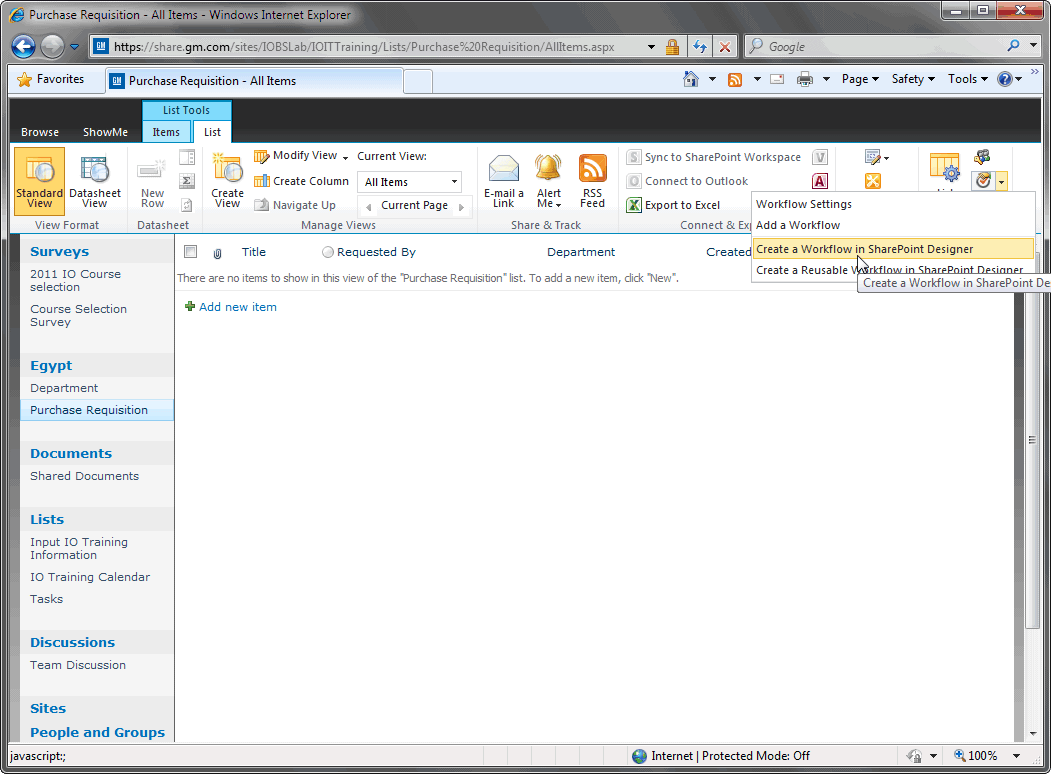 Purchase Requisition - All Items - Windows Internet Explorer
https://share.gm.com/sites/IOBSLab/IOITTraining/Lists/Purchase%20Requisition/AllItems.aspx
Google
Favorites
Purchase Requisition - All Items
Page
Safety
Tools
List Tools
Browse
ShowMe
Items
List
Standard View
Datasheet View
View Format
New Row
Datasheet
Create View
Modify View
Create Column
Navigate Up
Current View:
All Items
Current Page
Manage Views
E-mail a Link
Alert Me
RSS Feed
Share & Track
Sync to SharePoint Workspace
Connect to Outlook
Export to Excel
Connect & Exp
Workflow Settings
Add a Workflow
Create a Workflow in SharePoint Designer
Create a Reusable Workflow in SharePoint Designer
Create a Workflow in SharePoint De
Title
Requested By
Department
Created
There are no items to show in this view of the "Purchase Requisition" list. To add a new item, click "New".
Add new item
Surveys
2011 IO Course
selection
Course Selection
Survey
Egypt
Department
Purchase Requisition
Documents
Shared Documents
Lists
Input IO Training
Information
IO Training Calendar
Tasks
Discussions
Team Discussion
Sites
People and Groups
javascript:;
Internet | Protected Mode: Off
100%